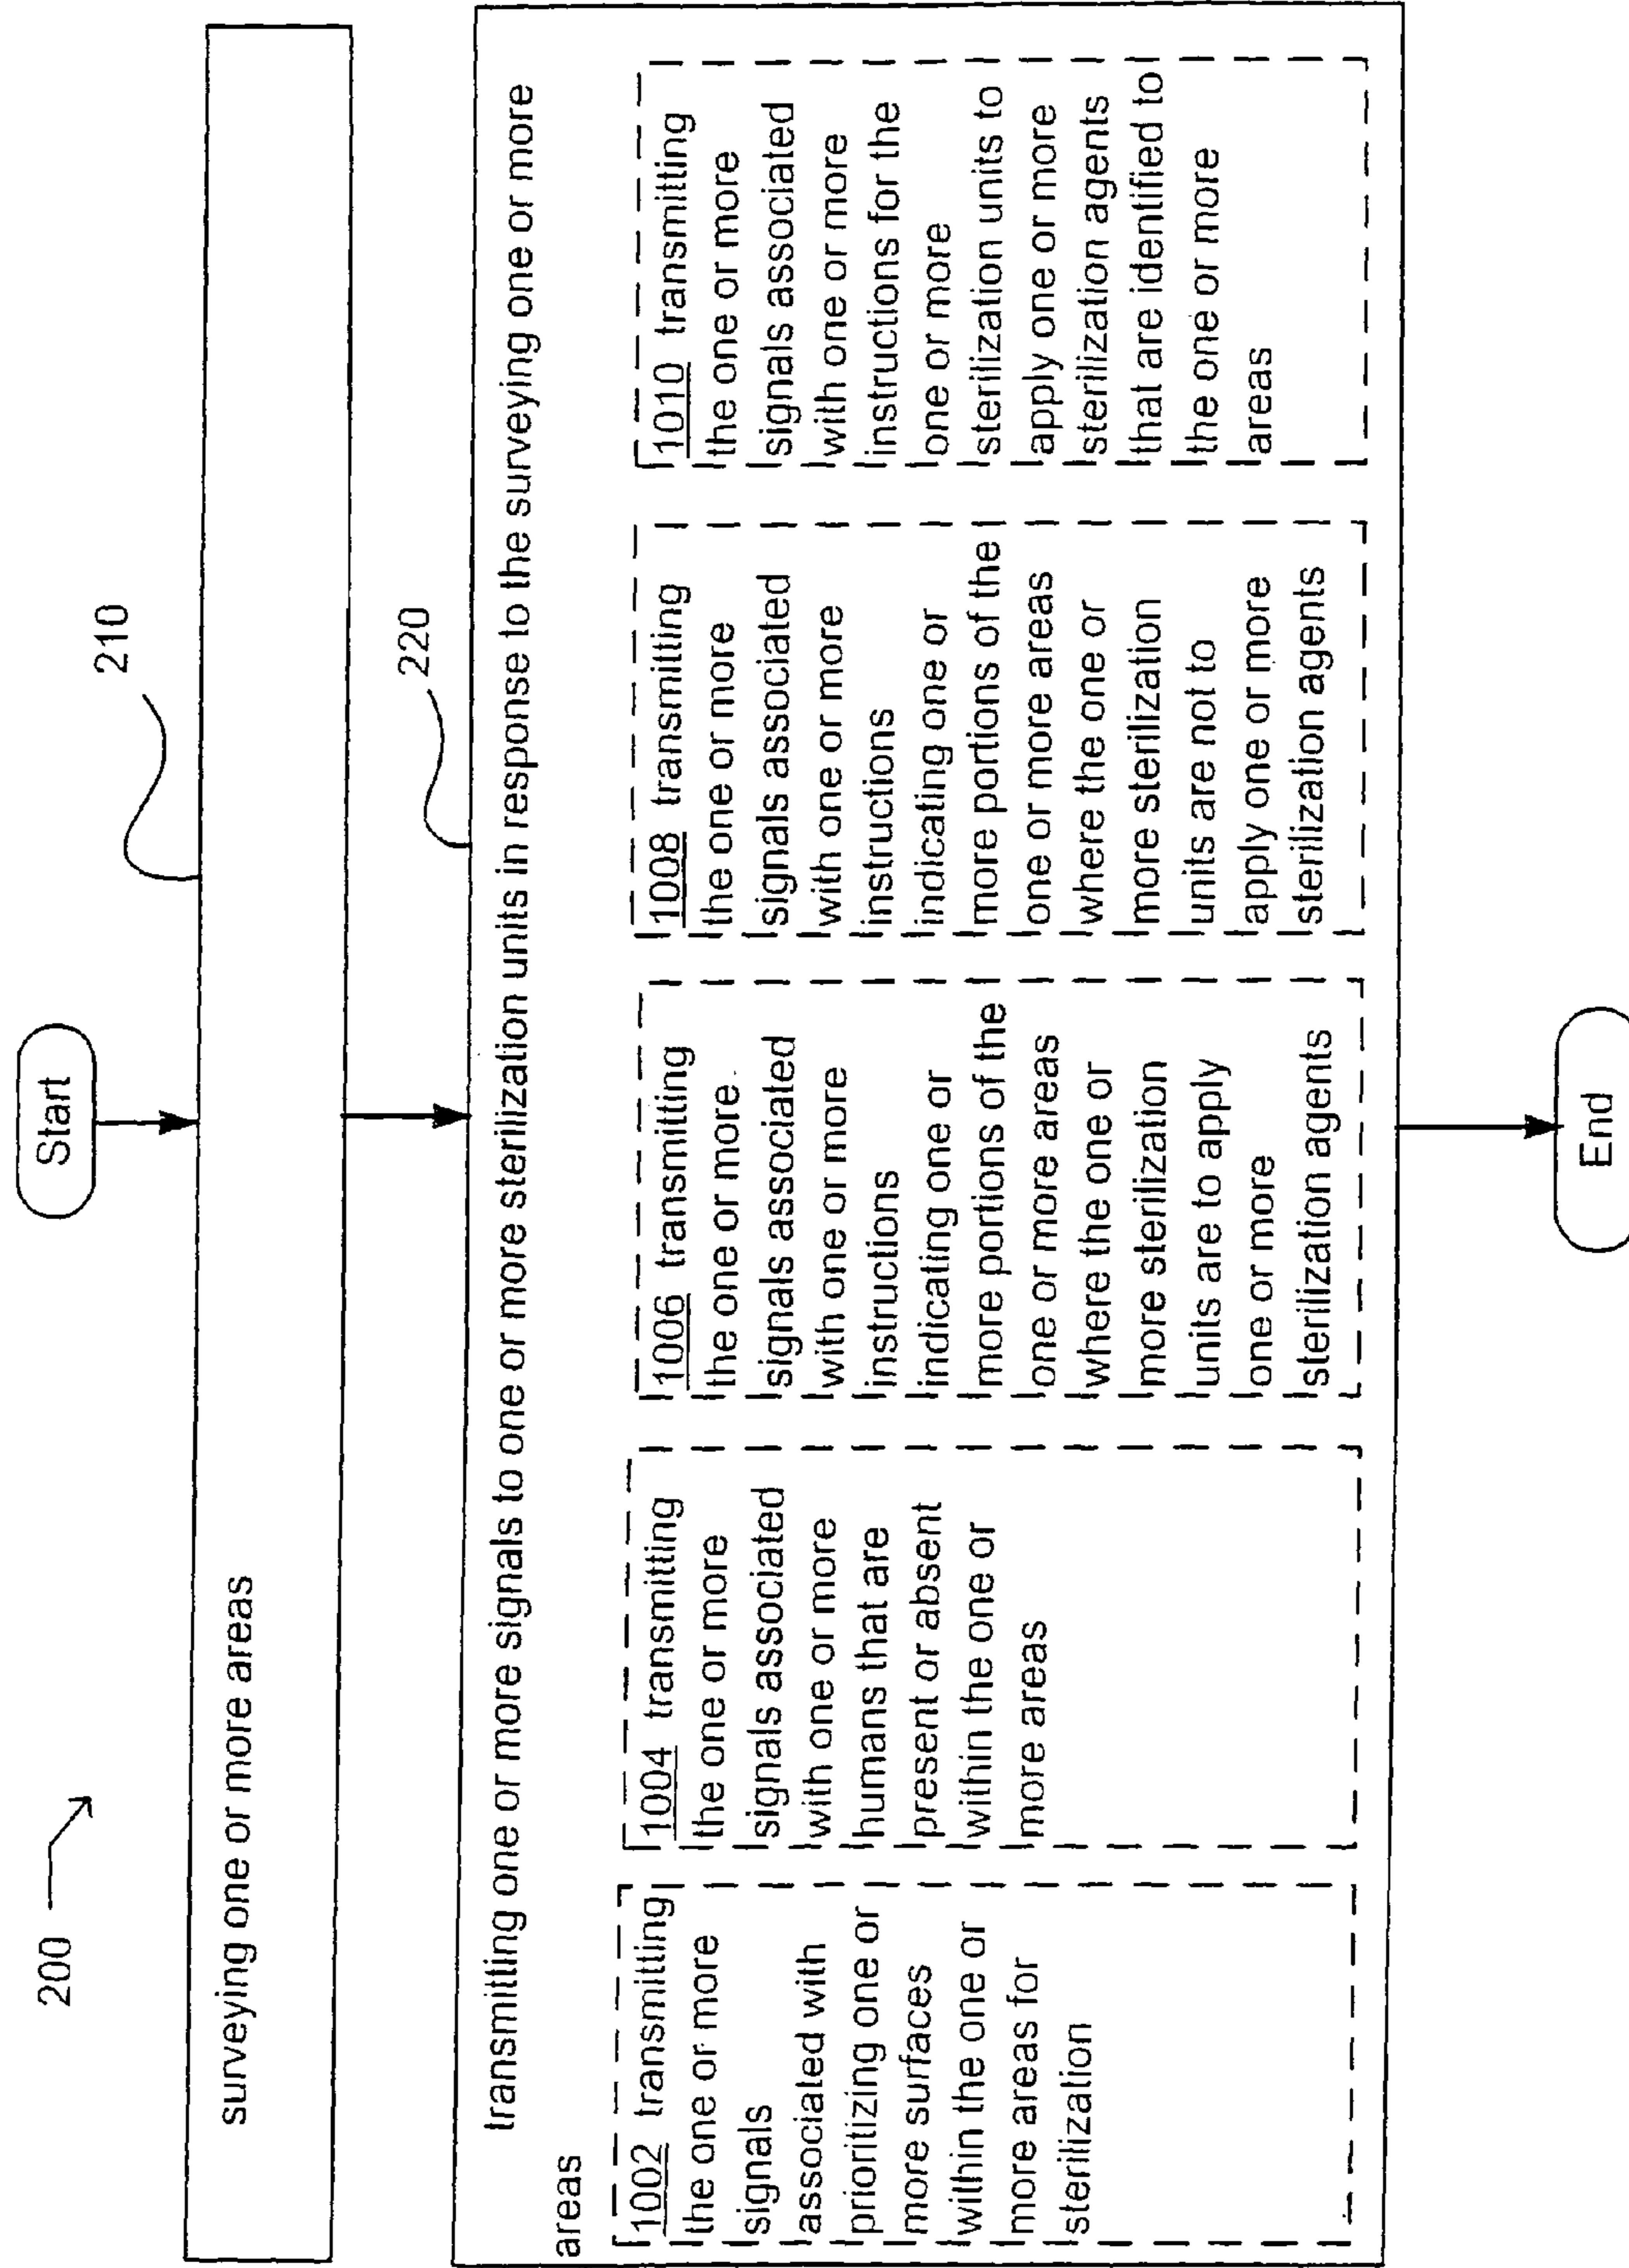 200
Start
210
surveying one or more areas
220
transmitting one or more signals to one or more sterilization units in response to the surveying one or more
areas
1002 transmitting
the one or more
signals
associated with
prioritizing one or
more surfaces
within the one or
more areas for
sterilization
1004 transmitting
the one or more
signals associated
with one or more
humans that are
present or absent
within the one or
more areas
1006 transmitting
the one or more
signals associated
with one or more
instructions
indicating one or
more portions of the
one or more areas
where the one or
more sterilization
units are to apply
one or more
sterilization agents
1008 transmitting
the one or more
signals associated
with one or more
instructions
indicating one or
more portions of the
one or more areas
where the one or
more sterilization
units are not to
apply one or more
sterilization agents
1010 transmitting
the one or more
signals associated
with one or more
instructions for the
one or more
sterilization units to
apply one or more
sterilization agents
that are identified to
the one or more
areas
End